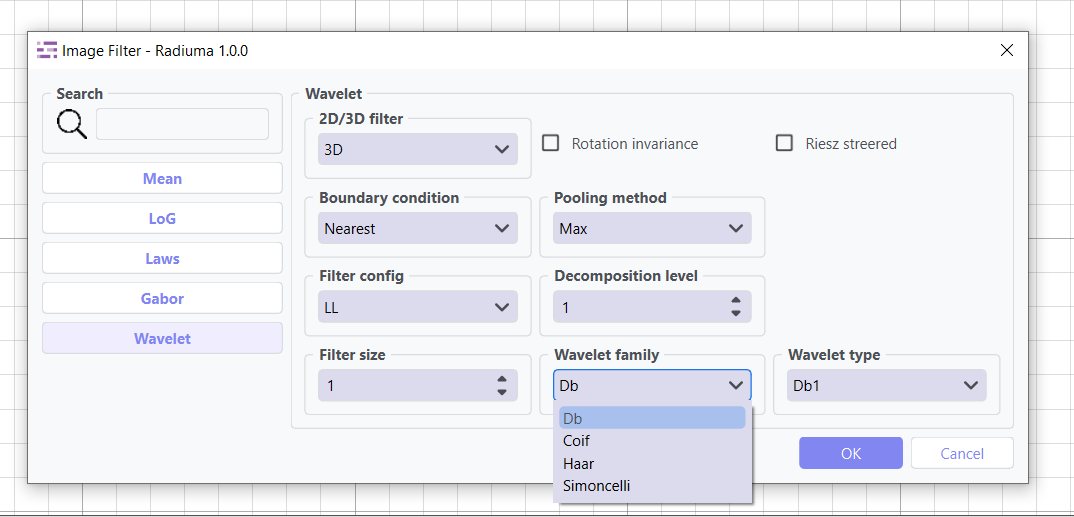 Image Filter - Radiuma 1.0.0
Search
Mean
LoG
Laws
Gabor
Wavelet
Wavelet
2D/3D filter
3D
Rotation invariance
Riesz streered
Boundary condition
Nearest
Pooling method
Max
Filter config
LL
Decomposition level
1
Filter size
1
Wavelet family
Db
Db
Coif
Haar
Simoncelli
Wavelet type
Db1
OK
Cancel